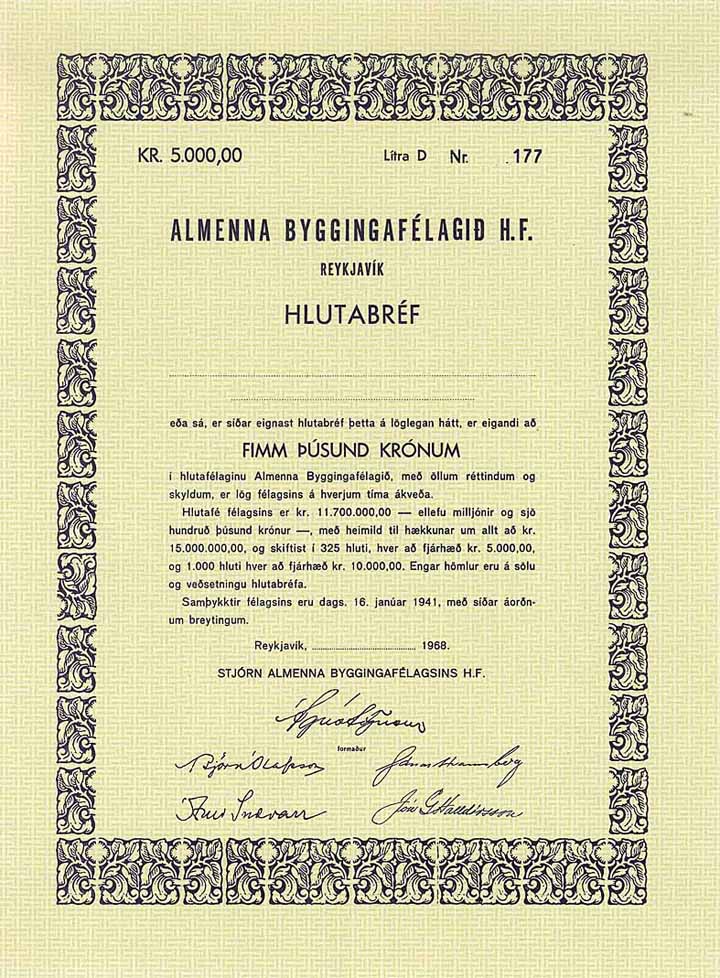 KR. 5.000,00 Litra D Nr. 177
ALMENNA BYGGINGAFÉLAGIÐ H.F.
REYKJAVÍK
HLUTABRÉF
eða sá, er síðar eignast hlutabréf þetta á löglegan hátt, er eigandi að
FIMM ÞÚSUND KRÓNUM
í hlutafélaginu Almenna Byggingafélagið, með öllum réttindum og
skyldum, er lög félagsins á hverjum tíma ákveða.
Hlutafé félagsins er kr. 11.700.000,00 — ellefu milljónir og sjö
hundruð þúsund krónur —, með heimild til hækkunar um allt að kr.
15.000.000,00, og skiftist í 325 hluti, hver að fjárhæð kr. 5.000,00,
og 1.000 hluti hver að fjárhæð kr. 10.000,00. Engar hömlur eru á sölu
og veðsetningu hlutabréfa.
Samþykktir félagsins eru dags. 16. janúar 1941, með síðar áorðn-
um breytingum.
Reykjavik, 1968.
STJÓRN ALMENNA BYGGINGAFÉLAGSINS H.F.
formaður
Björn Ólafsson
Jón G Halldórsson